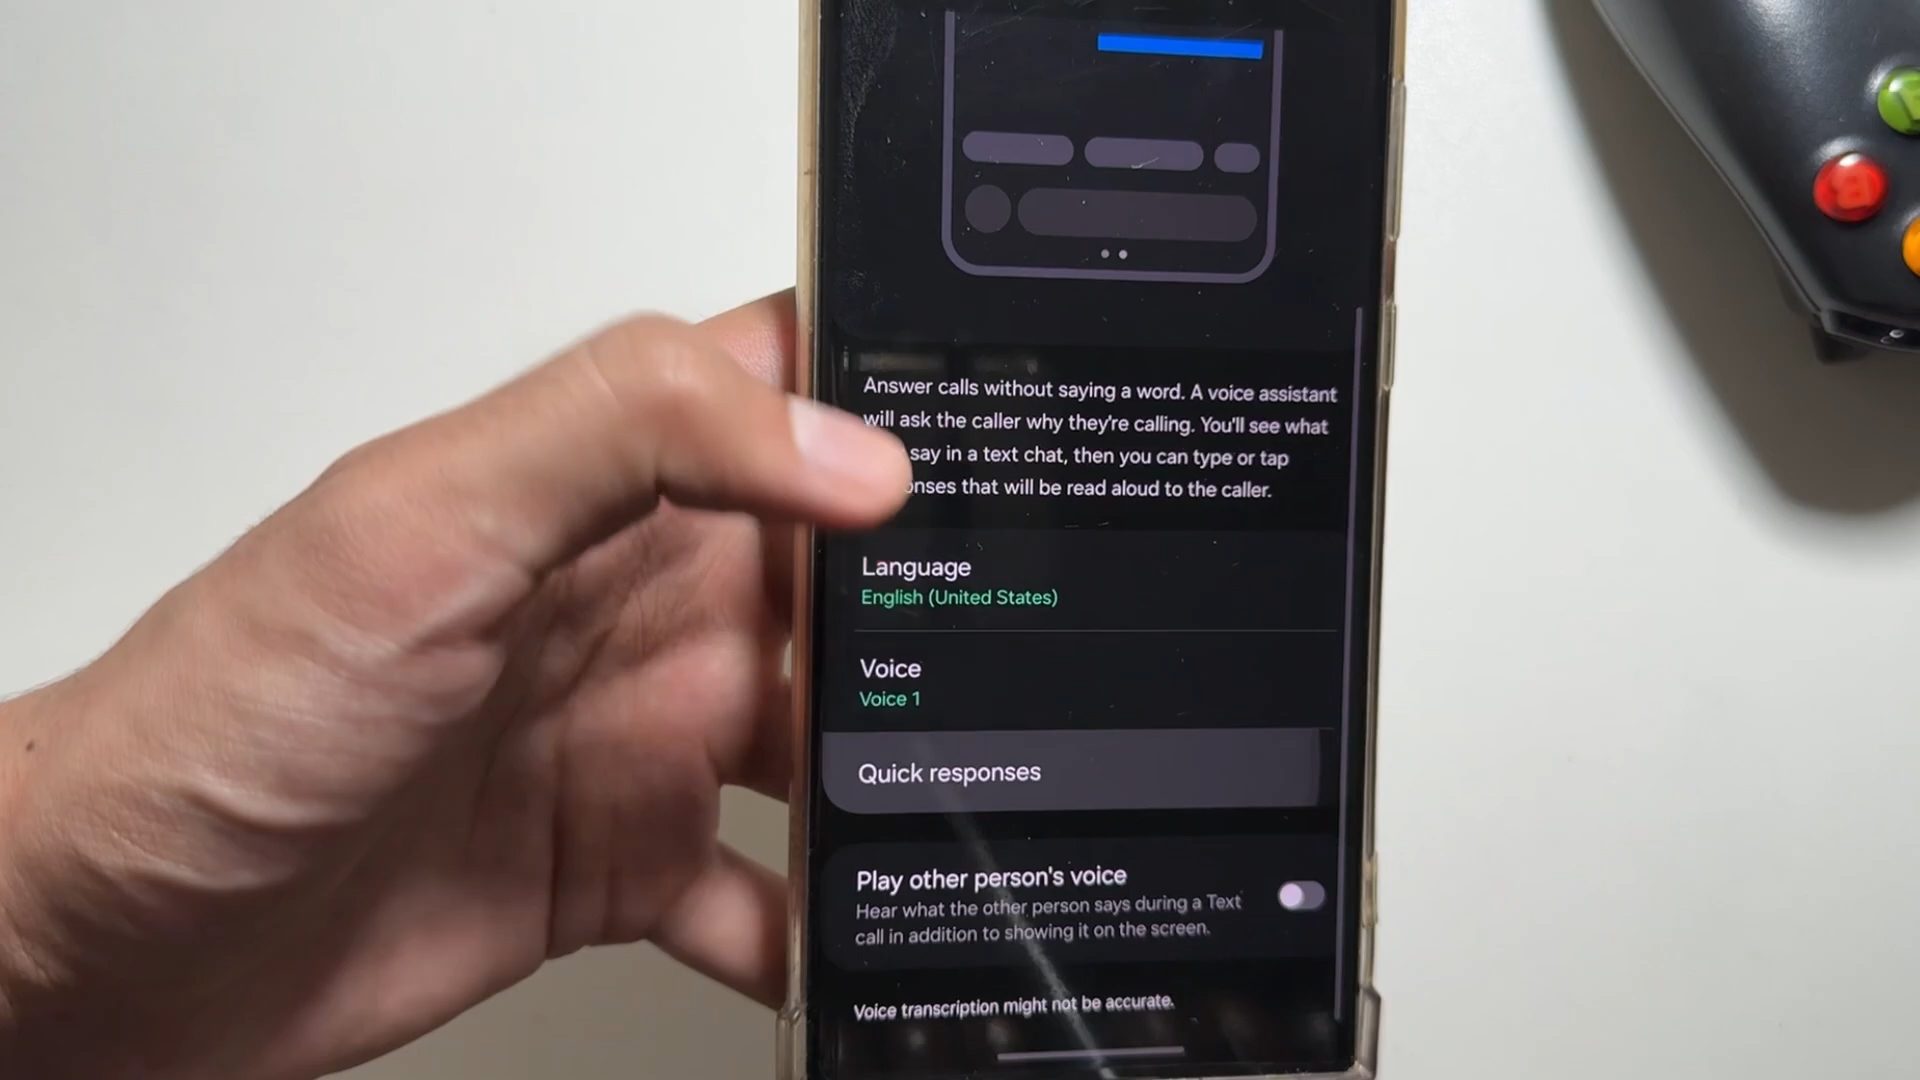 Answer calls without saying a word. A voice assistant
will ask the caller why they're calling. You'll see what
say in a text chat, then you can type or tap
onses that will be read aloud to the caller.
Language
English (United States)
Voice
Voice 1
Quick responses
Play other person's voice
Hear what the other person says during a Text
call in addition to showing it on the screen.
Voice transcription might not be accurate.